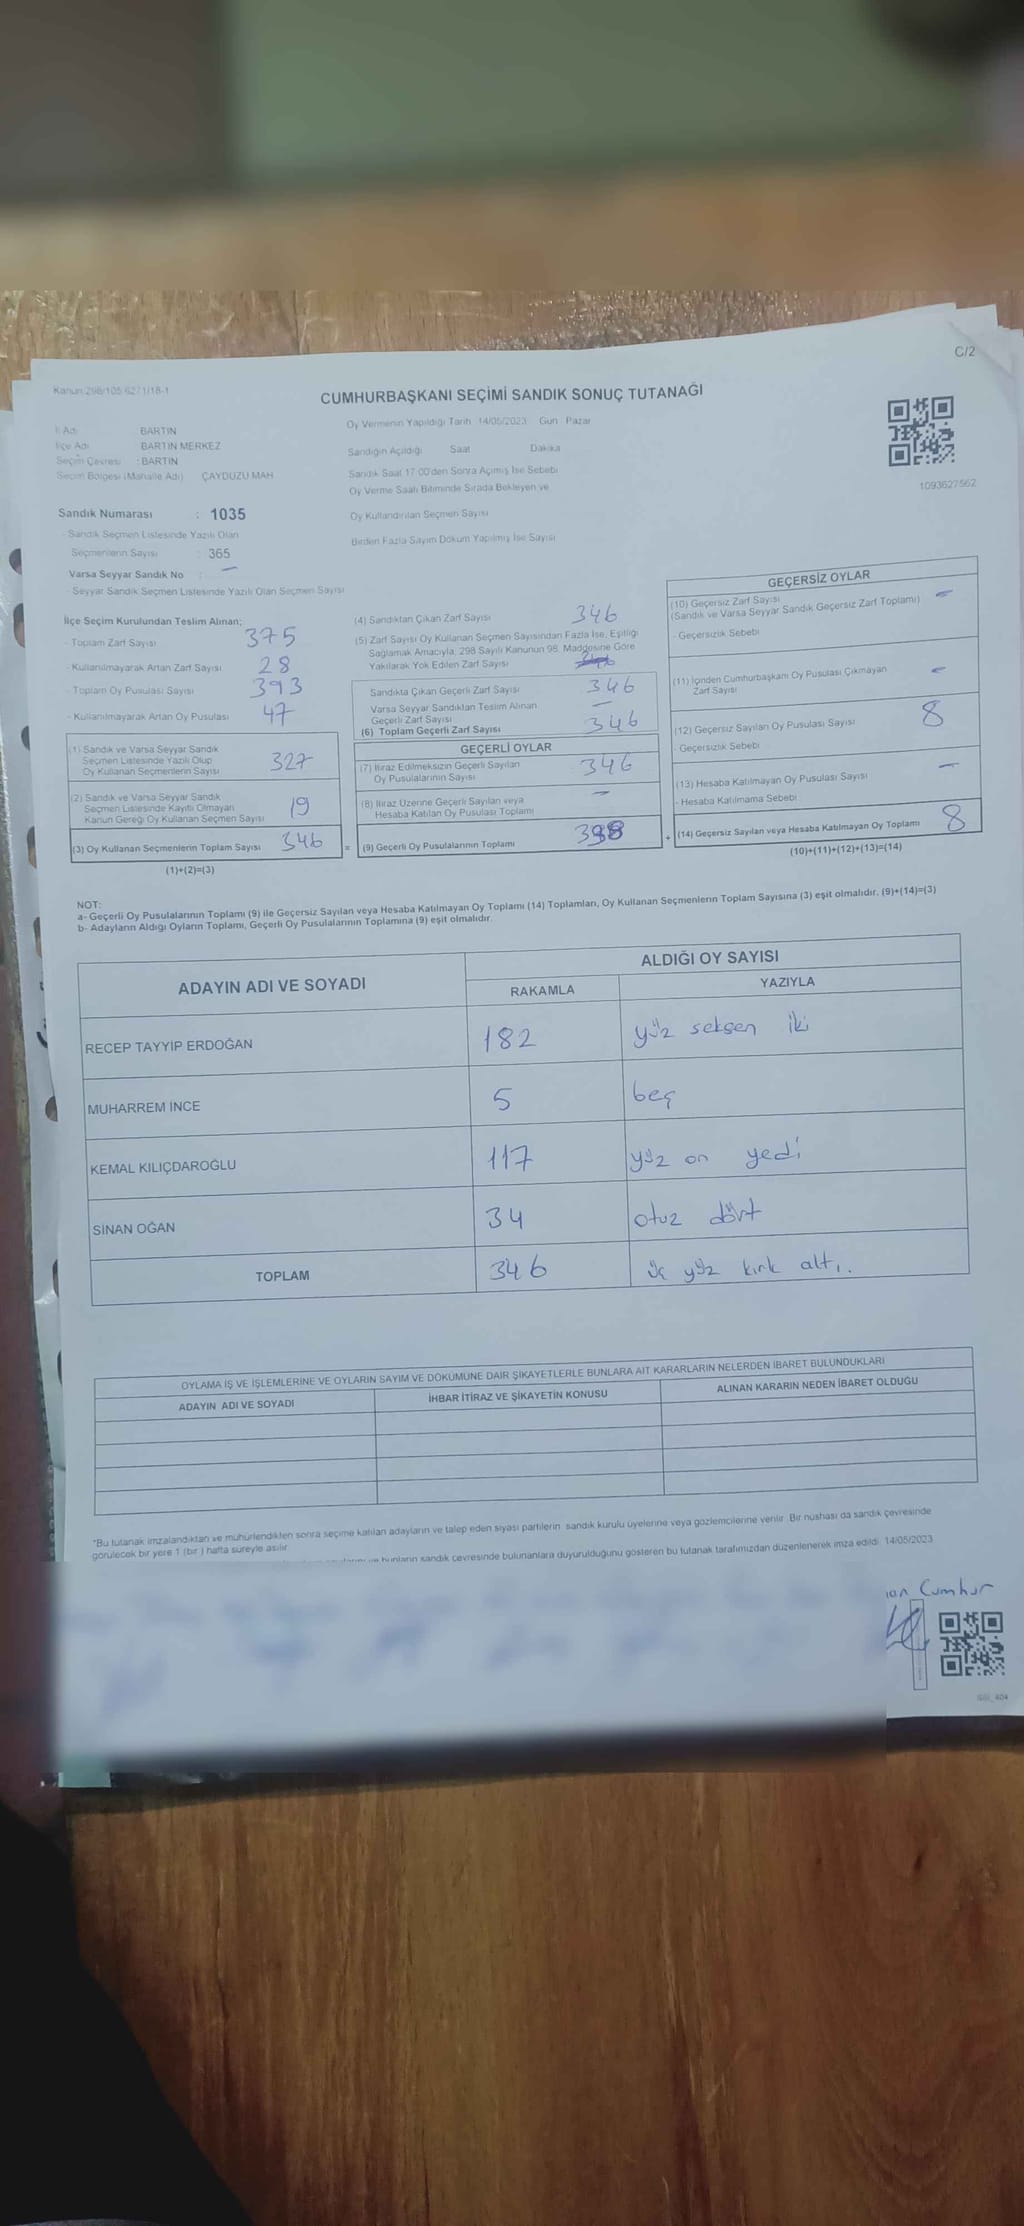 C/2
Kanun:298/105 6271/18-1
CUMHURBAŞKANI SEÇİMİ SANDIK SONUÇ TUTANAĞI
İl Adı BARTIN
İlçe Adı BARTIN MERKEZ
Seçim Çevresi : BARTIN
Seçim Bölgesi (Mahalle Adı) ÇAYDÜZÜ MAH
Oy Vermenin Yapıldığı Tarih 14/05/2023 Gün Pazar
Sandığın Açıldığı Saat Dakika
Sandık Saat 17:00'den Sonra Açımış İse Sebebi
Oy Verme Saati Bitiminde Sırada Bekleyen ve
Oy Kullandırılan Seçmen Sayısı
Birden Fazla Sayım Döküm Yapılmış İse Sayısı
1093627562
Sandık Numarası : 1035
- Sandık Seçmen Listesinde Yazılı Olan
Seçmenlerin Sayısı : 365
Varsa Seyyar Sandık No : -
- Seyyar Sandık Seçmen Listesinde Yazılı Olan Seçmen Sayısı
İlçe Seçim Kurulundan Teslim Alınan;
- Toplam Zarf Sayısı 375
- Kullanılmayarak Artan Zarf Sayısı 28
- Toplam Oy Pusulası Sayısı 393
- Kullanılmayarak Artan Oy Pusulası 47
(1) Sandık ve Varsa Seyyar Sandık
Seçmen Listesinde Yazılı Olup
Oy Kullanan Seçmenlerin Sayısı 327
(2) Sandık ve Varsa Seyyar Sandık
Seçmen Listesinde Kayıtlı Olmayan
Kanun Gereği Oy Kullanan Seçmen Sayısı 19
(3) Oy Kullanan Seçmenlerin Toplam Sayısı 346
(1)+(2)=(3)
(4) Sandıktan Çıkan Zarf Sayısı 346
(5) Zarf Sayısı Oy Kullanan Seçmen Sayısından Fazla İse, Eşitliği
Sağlamak Amacıyla, 298 Sayılı Kanunun 98. Maddesine Göre
Yakılarak Yok Edilen Zarf Sayısı
Sandıkta Çıkan Geçerli Zarf Sayısı 346
Varsa Seyyar Sandıktan Teslim Alınan
Geçerli Zarf Sayısı -
(6) Toplam Geçerli Zarf Sayısı 346
GEÇERLİ OYLAR
(7) İtiraz Edilmeksizin Geçerli Sayılan
Oy Pusulalarının Sayısı 346
(8) İtiraz Üzerine Geçerli Sayılan veya
Hesaba Katılan Oy Pusulası Toplamı -
= (9) Geçerli Oy Pusulalarının Toplamı 338
GEÇERSİZ OYLAR
(10) Geçersiz Zarf Sayısı
(Sandık ve Varsa Seyyar Sandık Geçersiz Zarf Toplamı) -
- Geçersizlik Sebebi
(11) İçinden Cumhurbaşkanı Oy Pusulası Çıkmayan
Zarf Sayısı -
(12) Geçersiz Sayılan Oy Pusulası Sayısı 8
- Geçersizlik Sebebi
(13) Hesaba Katılmayan Oy Pusulası Sayısı -
- Hesaba Katılmama Sebebi
+ (14) Geçersiz Sayılan veya Hesaba Katılmayan Oy Toplamı 8
(10)+(11)+(12)+(13)=(14)
NOT:
a- Geçerli Oy Pusulalarının Toplamı (9) ile Geçersiz Sayılan veya Hesaba Katılmayan Oy Toplamı (14) Toplamları, Oy Kullanan Seçmenlerin Toplam Sayısına (3) eşit olmalıdır. (9)+(14)=(3)
b- Adayların Aldığı Oyların Toplamı, Geçerli Oy Pusulalarının Toplamına (9) eşit olmalıdır.
ADAYIN ADI VE SOYADI
ALDIĞI OY SAYISI
RAKAMLA YAZIYLA
RECEP TAYYIP ERDOĞAN 182 yüz seksen iki
MUHARREM İNCE 5 beş
KEMAL KILIÇDAROĞLU 117 yüz on yedi
SİNAN OĞAN 34 otuz dört
TOPLAM 346 üç yüz kırk altı.
OYLAMA İŞ VE İŞLEMLERİNE VE OYLARIN SAYIM VE DÖKÜMÜNE DAİR ŞİKAYETLERLE BUNLARA AİT KARARLARIN NELERDEN İBARET BULUNDUKLARI
ADAYIN ADI VE SOYADI İHBAR İTİRAZ VE ŞİKAYETİN KONUSU ALINAN KARARIN NEDEN İBARET OLDUĞU
*Bu tutanak imzalandıktan ve mühürlendikten sonra seçime katılan adayların ve talep eden siyasi partilerin sandık kurulu üyelerine veya gözlemcilerine verilir. Bir nüshası da sandık çevresinde
görülecek bir yere 1 (bir ) hafta süreyle asılır.
bunların sandık çevresinde bulunanlara duyurulduğunu gösteren bu tutanak tarafımızdan düzenlenerek imza edildi. 14/05/2023
Cumhur